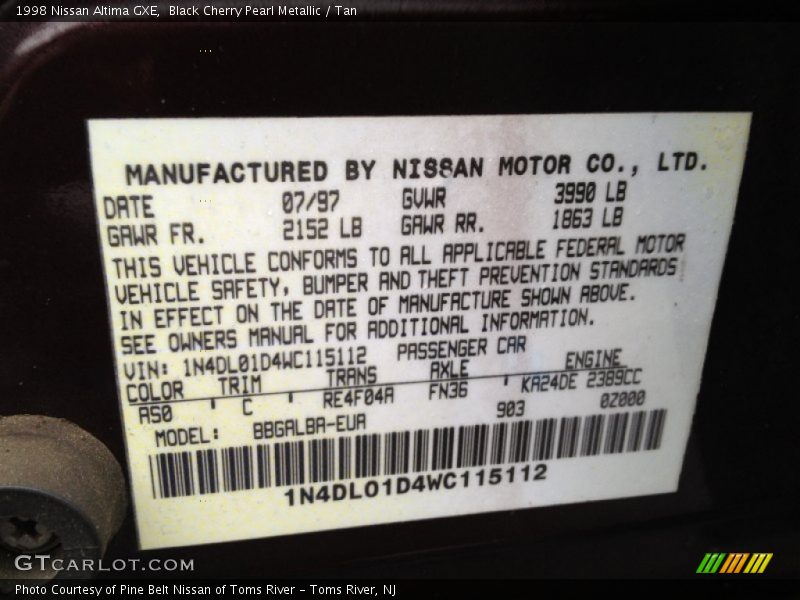 1998 Nissan Altima GXE,  Black Cherry Pearl Metallic / Tan
MANUFACTURED BY NISSAN MOTOR CO., LTD.
DATE 07/97 GVWR 3990 LB
GAWR FR. 2152 LB GAWR RR. 1863 LB
THIS VEHICLE CONFORMS TO ALL APPLICABLE FEDERAL MOTOR
VEHICLE SAFETY, BUMPER AND THEFT PREVENTION STANDARDS
IN EFFECT ON THE DATE OF MANUFACTURE SHOWN ABOVE.
SEE OWNERS MANUAL FOR ADDITIONAL INFORMATION.
VIN: 1N4DL01D4WC115112 PASSENGER CAR
COLOR TRIM TRANS AXLE ENGINE
AS0 C RE4F04A FN36 KA24DE 2389CC
903 0Z000
MODEL: BBGALBA-EUA
1N4DL01D4WC115112
GTCARLOT.COM
Photo Courtesy of Pine Belt Nissan of Toms River - Toms River, NJ